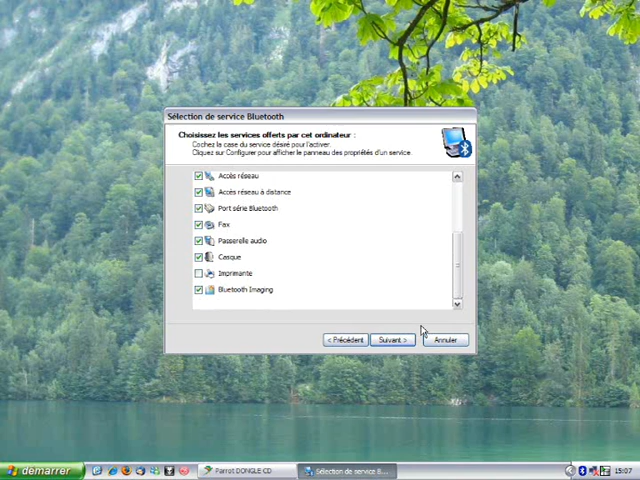 Sélection de service Bluetooth
Choisissez les services offerts par cet ordinateur :
Cochez la case du service désiré pour l'activer.
Cliquez sur Configurer pour afficher le panneau des propriétés d'un service.
Accès réseau
Accès réseau à distance
Port série Bluetooth
Fax
Passerelle audio
Casque
Imprimante
Bluetooth Imaging
< Précédent
Suivant >
Annuler
démarrer
Parrot DONGLE CD
Sélection de service B...
15:07